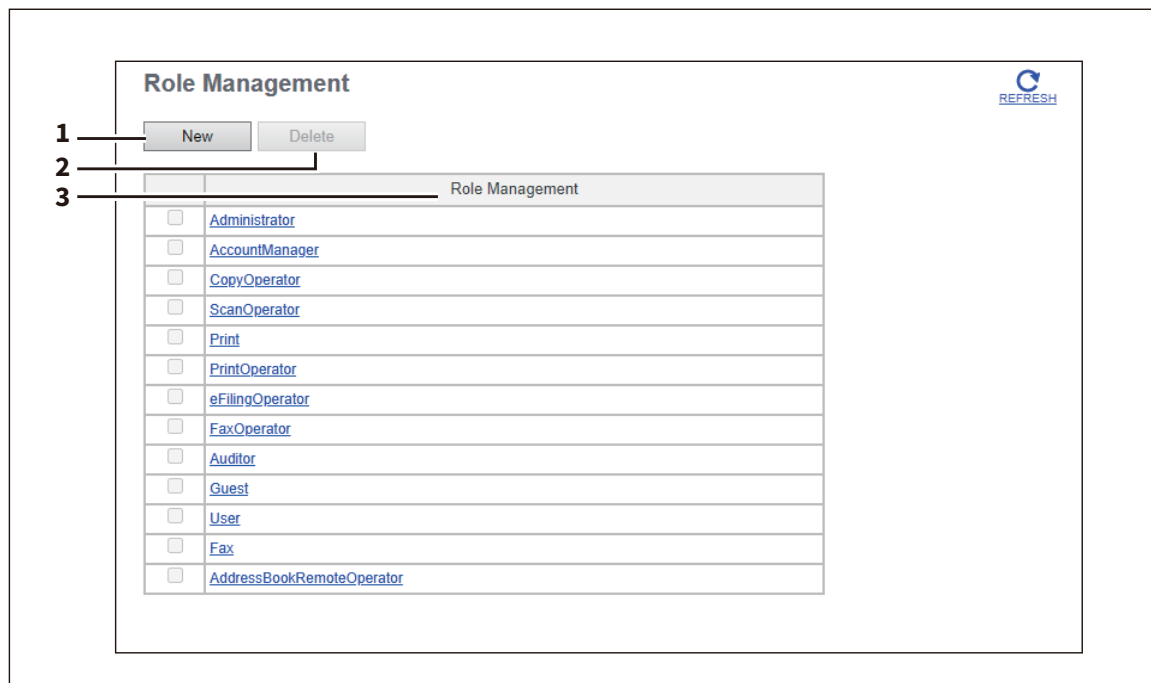 Role Management
REFRESH
1
New
Delete
2
3
Role Management
Administrator
AccountManager
CopyOperator
ScanOperator
Print
PrintOperator
eFilingOperator
FaxOperator
Auditor
Guest
User
Fax
AddressBookRemoteOperator